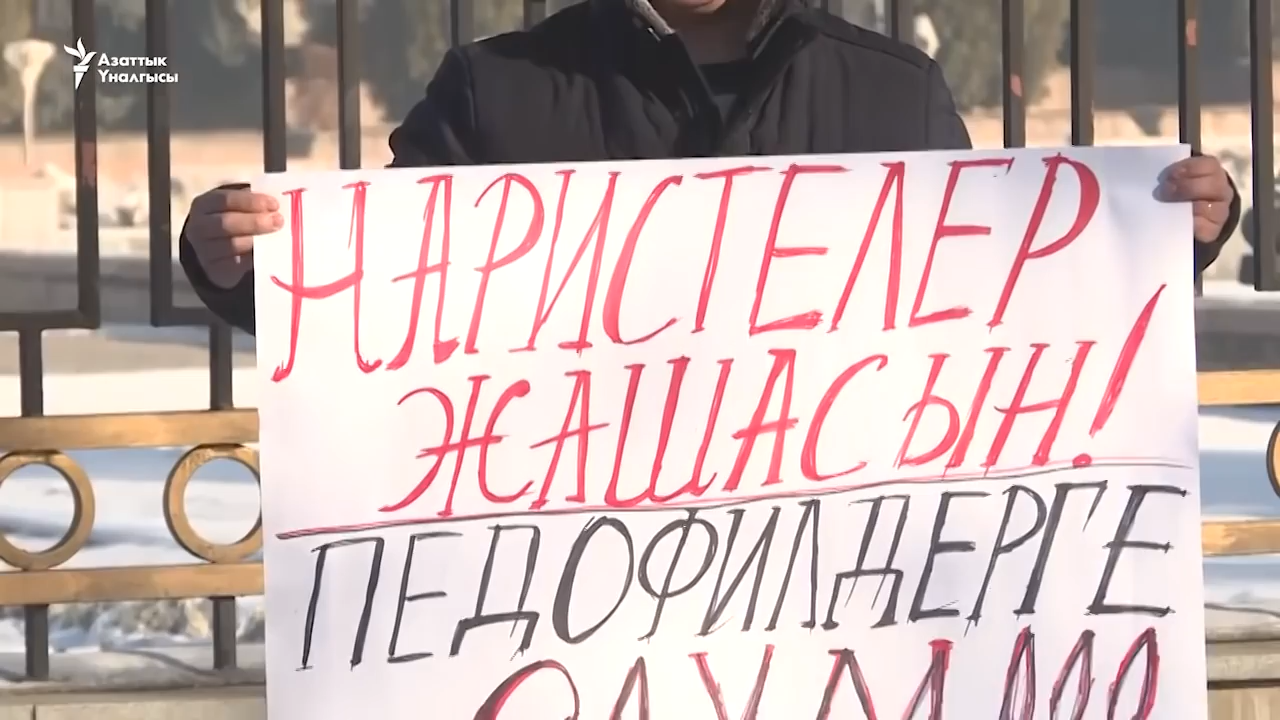 Азаттык
Үналгысы
НАРИСТЕЛЕР
ЖАШАСЫН!
ПЕДОФИЛДЕРГЕ